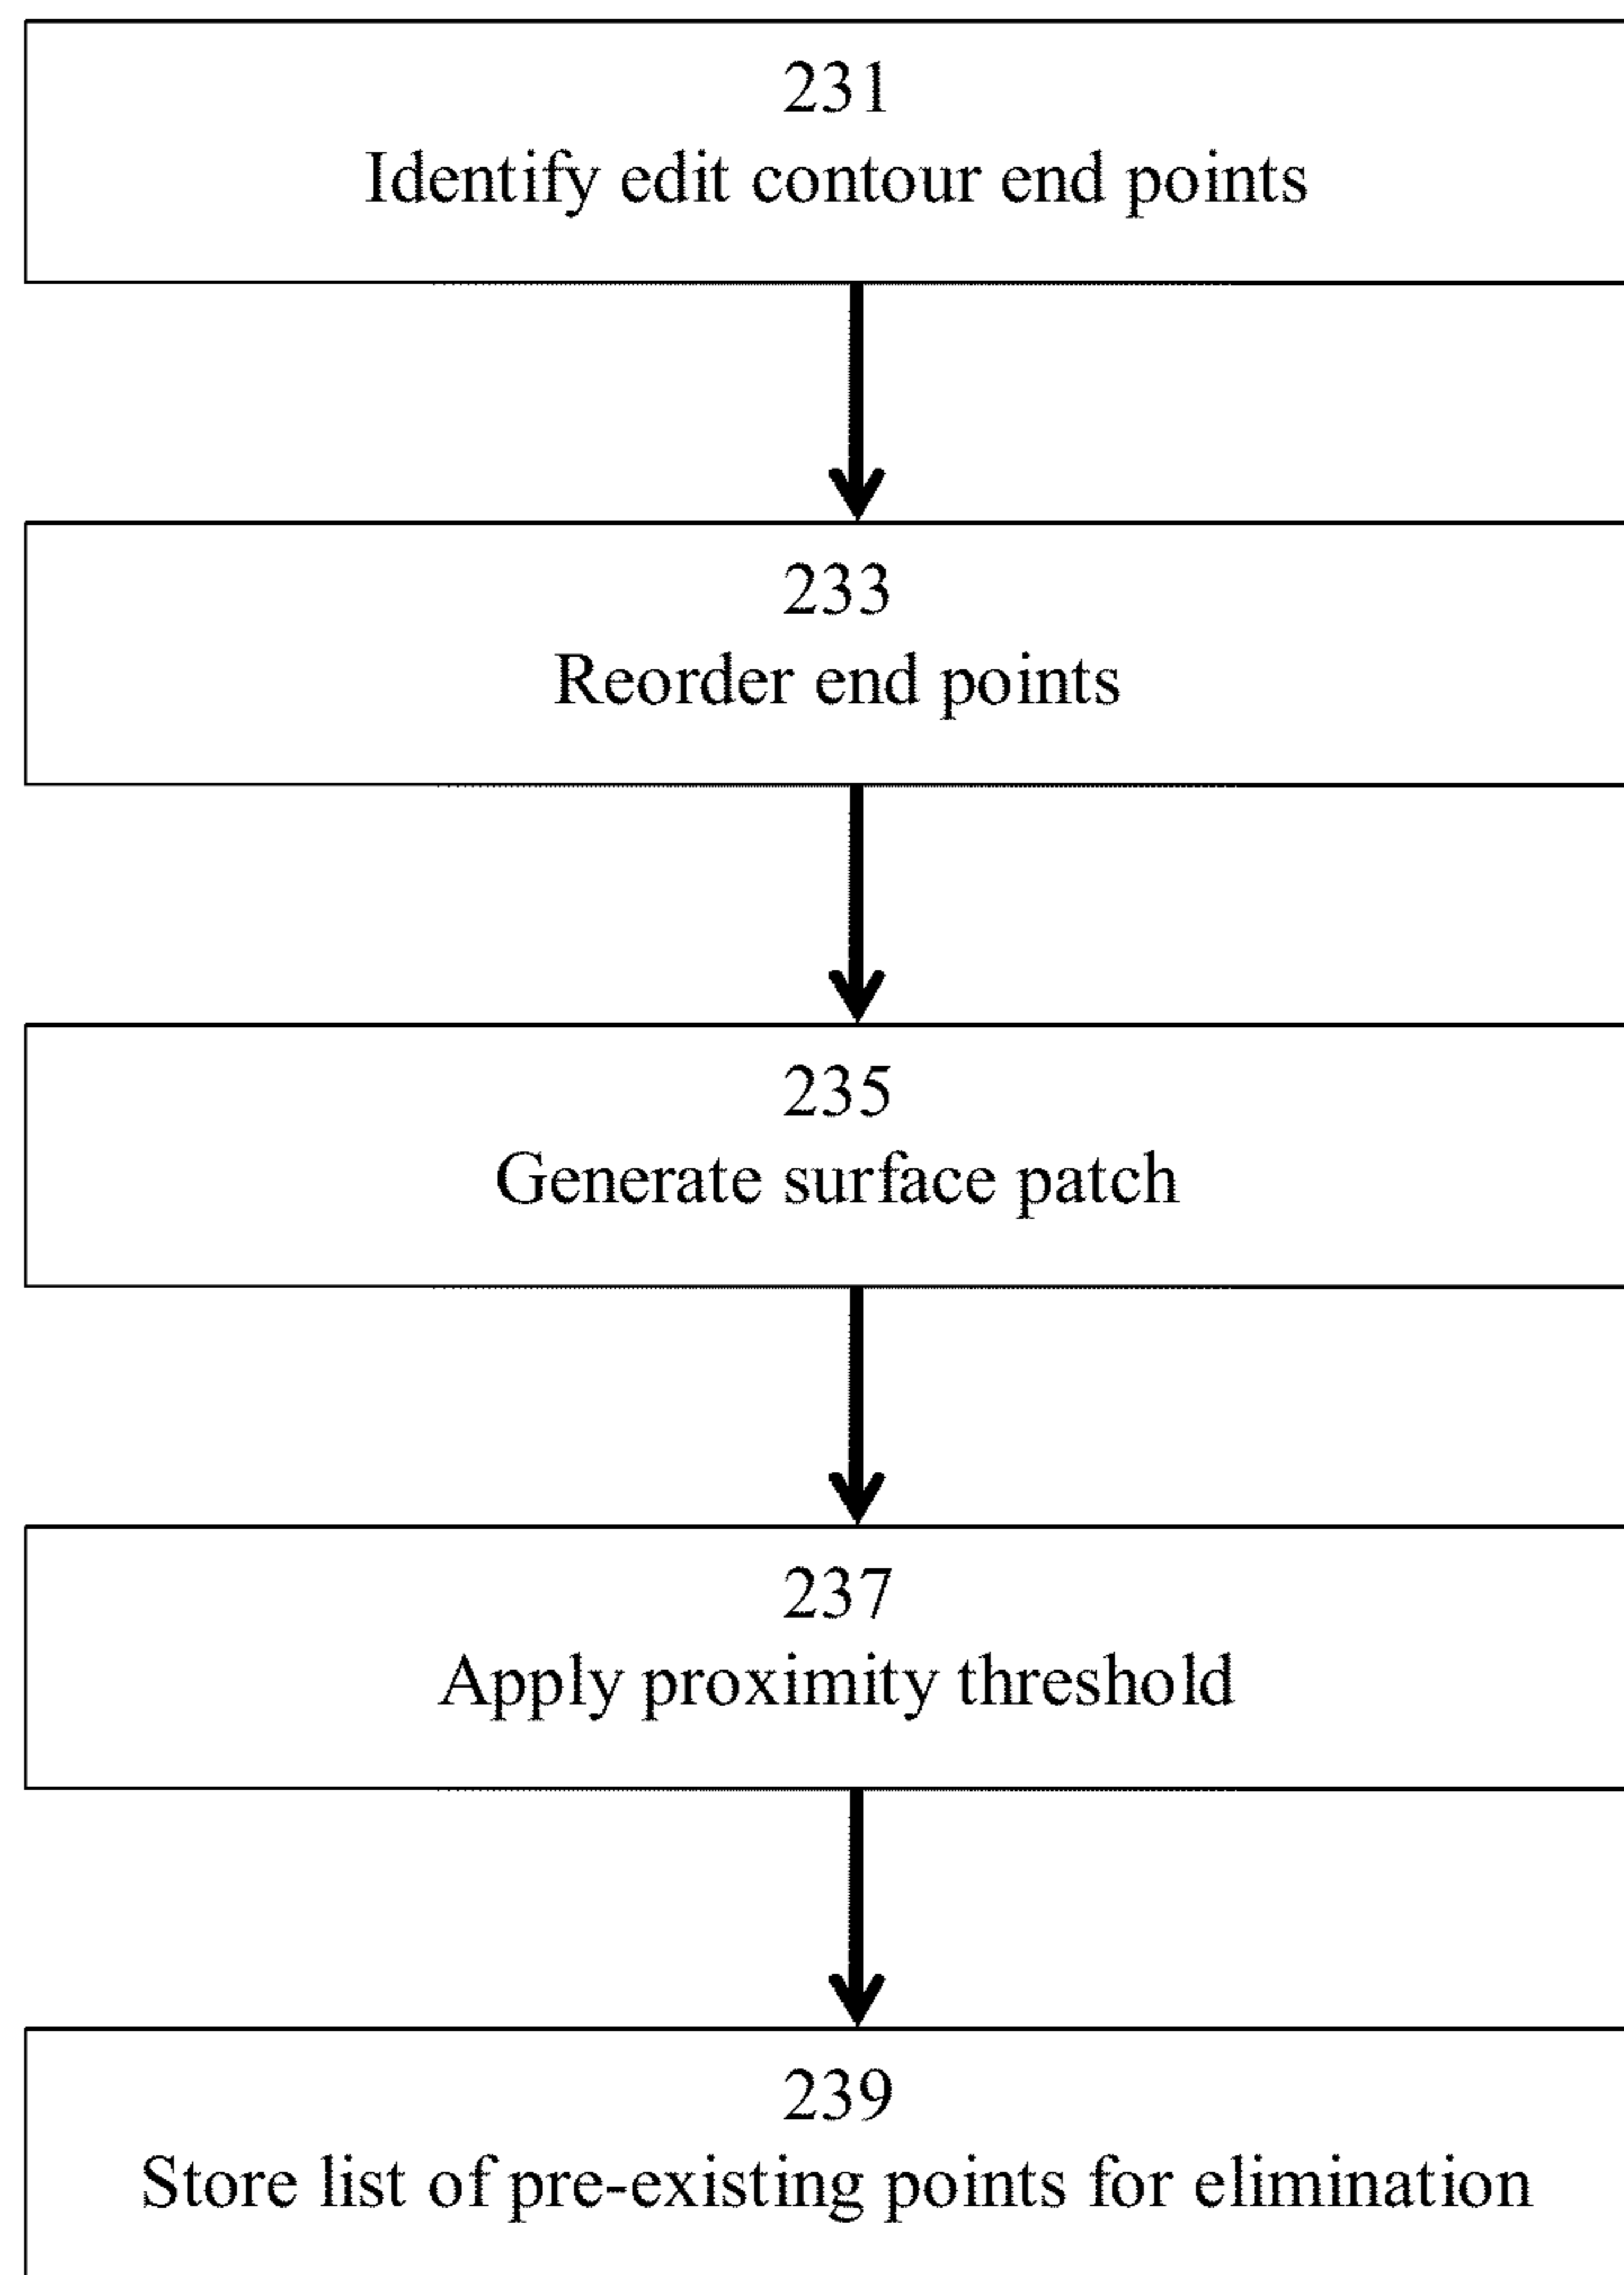 231
Identify edit contour end points
233
Reorder end points
235
Generate surface patch
237
Apply proximity threshold
239
Store list of pre-existing points for elimination